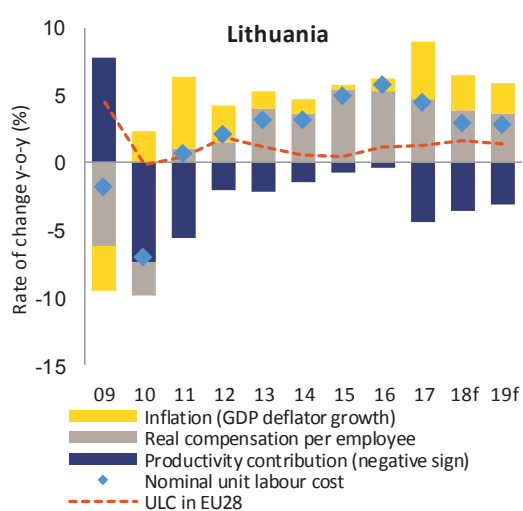 Lithuania
Rate of change y-o-y (%)
10
5
0
-5
-10
-15
09 10 11 12 13 14 15 16 17 18f 19f
Inflation (GDP deflator growth)
Real compensation per employee
Productivity contribution (negative sign)
Nominal unit labour cost
ULC in EU28